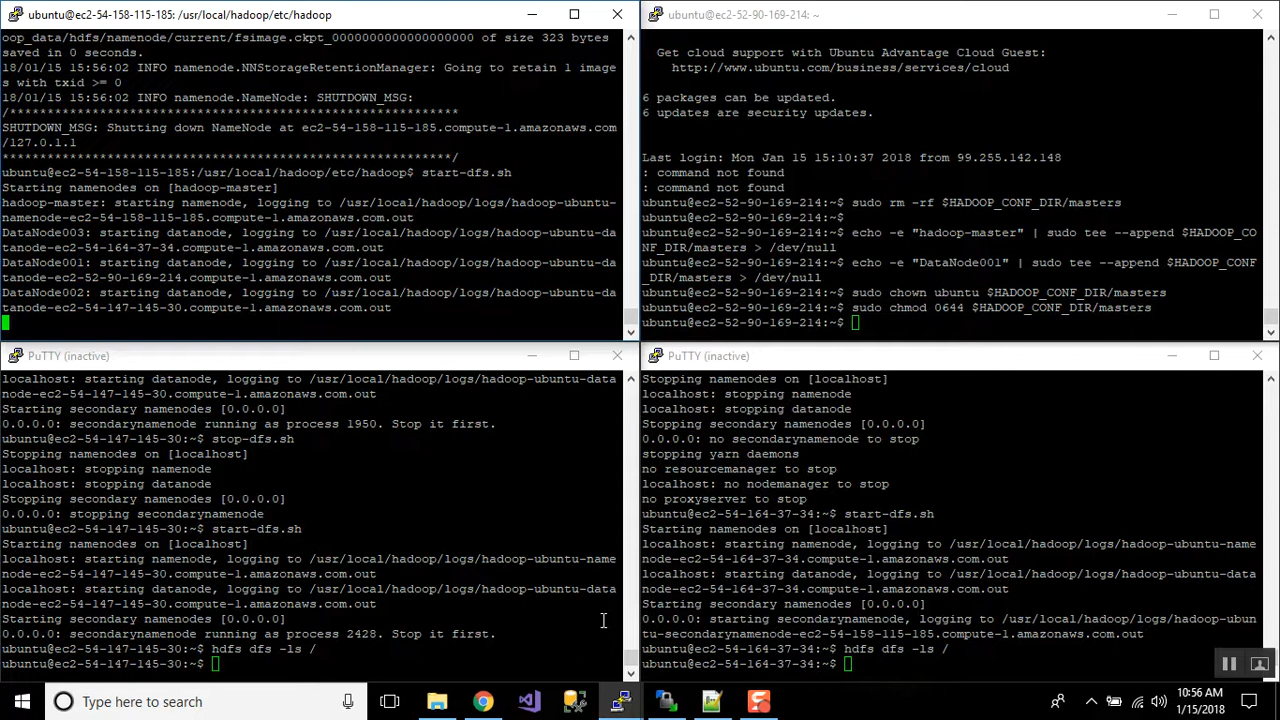 ubuntu@ec2-54-158-115-185: /usr/local/hadoop/etc/hadoop
oop_data/hdfs/namenode/current/fsimage.ckpt_0000000000000000000 of size 323 bytes
saved in 0 seconds.
18/01/15 15:56:02 INFO namenode.NNStorageRetentionManager: Going to retain 1 image
s with txid >= 0
18/01/15 15:56:02 INFO namenode.NameNode: SHUTDOWN_MSG:
/************************************************************
SHUTDOWN_MSG: Shutting down NameNode at ec2-54-158-115-185.compute-1.amazonaws.com
/127.0.1.1
************************************************************/
ubuntu@ec2-54-158-115-185:/usr/local/hadoop/etc/hadoop$ start-dfs.sh
Starting namenodes on [hadoop-master]
hadoop-master: starting namenode, logging to /usr/local/hadoop/logs/hadoop-ubuntu-
namenode-ec2-54-158-115-185.compute-1.amazonaws.com.out
DataNode003: starting datanode, logging to /usr/local/hadoop/logs/hadoop-ubuntu-da
tanode-ec2-54-164-37-34.compute-1.amazonaws.com.out
DataNode001: starting datanode, logging to /usr/local/hadoop/logs/hadoop-ubuntu-da
tanode-ec2-52-90-169-214.compute-1.amazonaws.com.out
DataNode002: starting datanode, logging to /usr/local/hadoop/logs/hadoop-ubuntu-da
tanode-ec2-54-147-145-30.compute-1.amazonaws.com.out
ubuntu@ec2-52-90-169-214: ~
Get cloud support with Ubuntu Advantage Cloud Guest:
http://www.ubuntu.com/business/services/cloud
6 packages can be updated.
6 updates are security updates.
Last login: Mon Jan 15 15:10:37 2018 from 99.255.142.148
: command not found
: command not found
ubuntu@ec2-52-90-169-214:~$ sudo rm -rf $HADOOP_CONF_DIR/masters
ubuntu@ec2-52-90-169-214:~$
ubuntu@ec2-52-90-169-214:~$ echo -e "hadoop-master" | sudo tee --append $HADOOP_CO
NF_DIR/masters > /dev/null
ubuntu@ec2-52-90-169-214:~$ echo -e "DataNode001" | sudo tee --append $HADOOP_CONF
_DIR/masters > /dev/null
ubuntu@ec2-52-90-169-214:~$ sudo chown ubuntu $HADOOP_CONF_DIR/masters
ubuntu@ec2-52-90-169-214:~$ sudo chmod 0644 $HADOOP_CONF_DIR/masters
ubuntu@ec2-52-90-169-214:~$
PuTTY (inactive)
localhost: starting datanode, logging to /usr/local/hadoop/logs/hadoop-ubuntu-data
node-ec2-54-147-145-30.compute-1.amazonaws.com.out
Starting secondary namenodes [0.0.0.0]
0.0.0.0: secondarynamenode running as process 1950. Stop it first.
ubuntu@ec2-54-147-145-30:~$ stop-dfs.sh
Stopping namenodes on [localhost]
localhost: stopping namenode
localhost: stopping datanode
Stopping secondary namenodes [0.0.0.0]
0.0.0.0: stopping secondarynamenode
ubuntu@ec2-54-147-145-30:~$ start-dfs.sh
Starting namenodes on [localhost]
localhost: starting namenode, logging to /usr/local/hadoop/logs/hadoop-ubuntu-name
node-ec2-54-147-145-30.compute-1.amazonaws.com.out
localhost: starting datanode, logging to /usr/local/hadoop/logs/hadoop-ubuntu-data
node-ec2-54-147-145-30.compute-1.amazonaws.com.out
Starting secondary namenodes [0.0.0.0]
0.0.0.0: secondarynamenode running as process 2428. Stop it first.
ubuntu@ec2-54-147-145-30:~$ hdfs dfs -ls /
ubuntu@ec2-54-147-145-30:~$
PuTTY (inactive)
Stopping namenodes on [localhost]
localhost: stopping namenode
localhost: stopping datanode
Stopping secondary namenodes [0.0.0.0]
0.0.0.0: no secondarynamenode to stop
stopping yarn daemons
no resourcemanager to stop
localhost: no nodemanager to stop
no proxyserver to stop
ubuntu@ec2-54-164-37-34:~$ start-dfs.sh
Starting namenodes on [localhost]
localhost: starting namenode, logging to /usr/local/hadoop/logs/hadoop-ubuntu-name
node-ec2-54-164-37-34.compute-1.amazonaws.com.out
localhost: starting datanode, logging to /usr/local/hadoop/logs/hadoop-ubuntu-data
node-ec2-54-164-37-34.compute-1.amazonaws.com.out
Starting secondary namenodes [0.0.0.0]
0.0.0.0: starting secondarynamenode, logging to /usr/local/hadoop/logs/hadoop-ubun
tu-secondarynamenode-ec2-54-158-115-185.compute-1.amazonaws.com.out
ubuntu@ec2-54-164-37-34:~$ hdfs dfs -ls /
ubuntu@ec2-54-164-37-34:~$
Type here to search
10:56 AM
1/15/2018